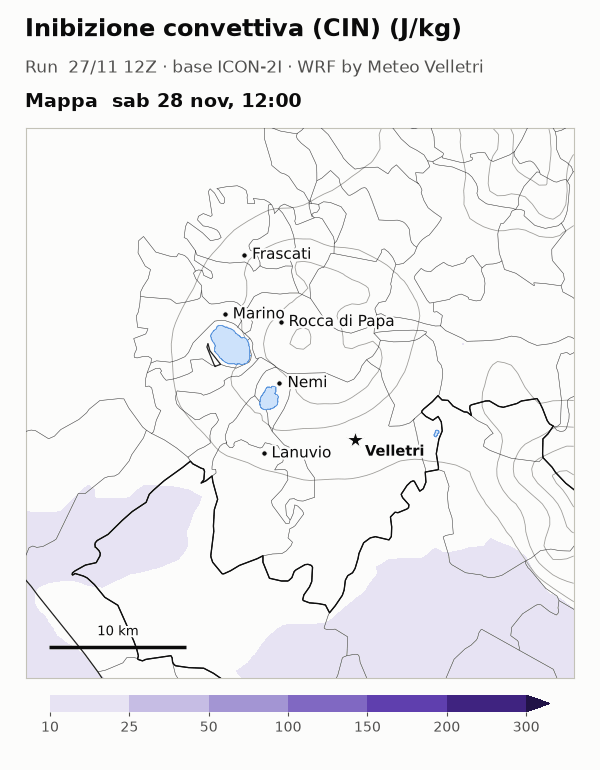 Inibizione convettiva (CIN) (J/kg)
Run  27/11 12Z · base ICON-2I · WRF by Meteo Velletri
Mappa  sab 28 nov, 12:00
Frascati
Marino
Rocca di Papa
Nemi
Lanuvio
Velletri
10 km
10 25 50 100 150 200 300